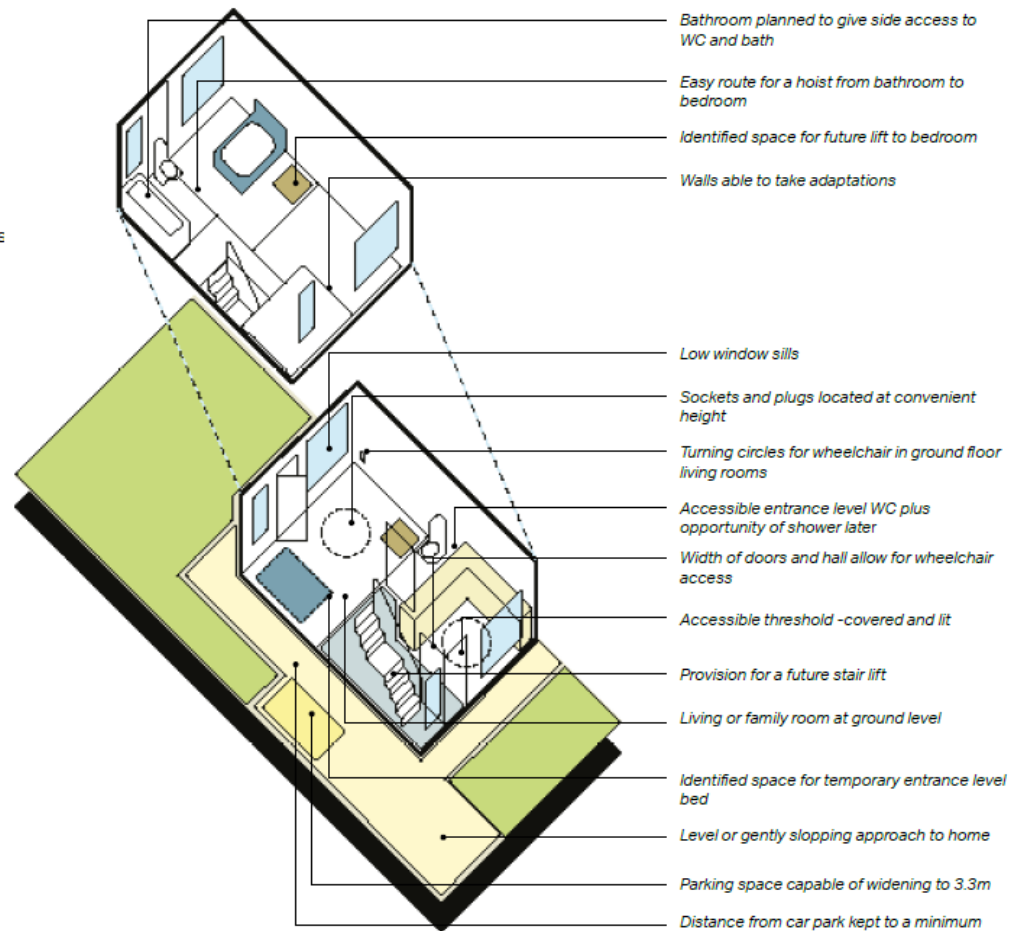 Bathroom planned to give side access to
WC and bath
Easy route for a hoist from bathroom to
bedroom
Identified space for future lift to bedroom
Walls able to take adaptations
E
Low window sills
Sockets and plugs located at convenient
height
Turning circles for wheelchair in ground floor
living rooms
Accessible entrance level WC plus
opportunity of shower later
Width of doors and hall allow for wheelchair
access
Accessible threshold -covered and lit
Provision for a future stair lift
Living or family room at ground level
Identified space for temporary entrance level
bed
Level or gently slopping approach to home
Parking space capable of widening to 3.3m
Distance from car park kept to a minimum